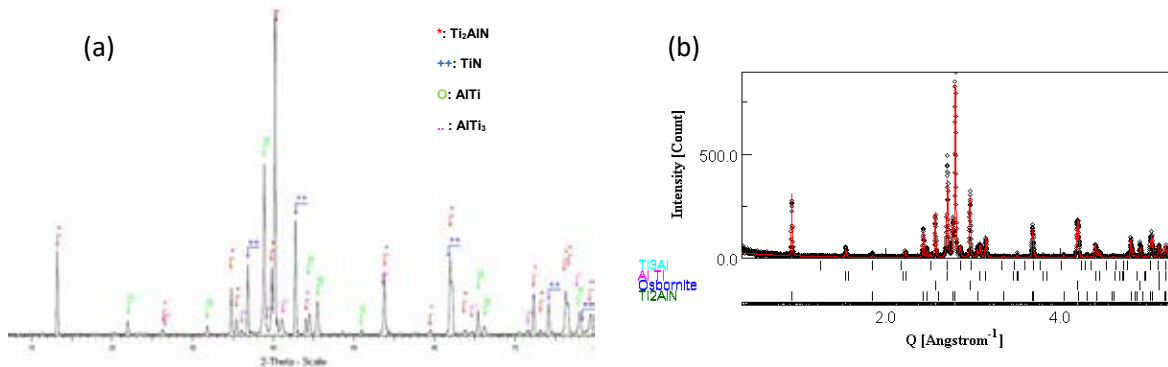 (a)
*: Ti₂AlN
++: TiN
O: AlTi
..: AlTi₃
2-Theta - Scale
(b)
Intensity [Count]
500.0
0.0
Ti3Al
Al Ti
Osbornite
Ti2AlN
2.0
4.0
Q [Angstrom⁻¹]